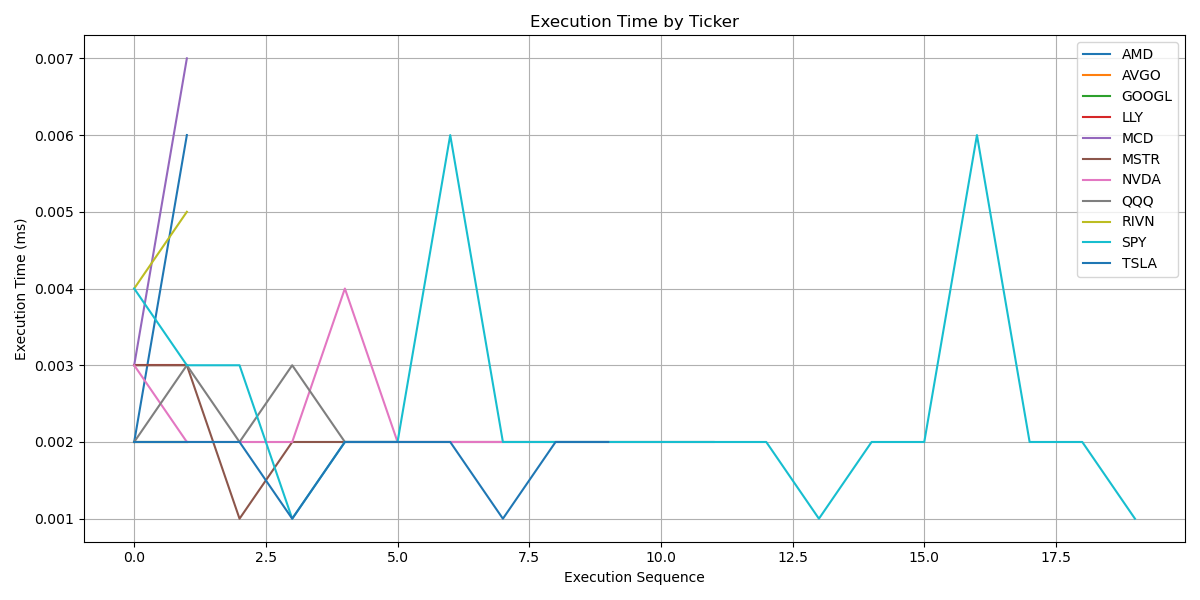 Execution Time by Ticker
Execution Time (ms)
0.007
0.006
0.005
0.004
0.003
0.002
0.001
0.0 2.5 5.0 7.5 10.0 12.5 15.0 17.5
Execution Sequence
AMD
AVGO
GOOGL
LLY
MCD
MSTR
NVDA
QQQ
RIVN
SPY
TSLA